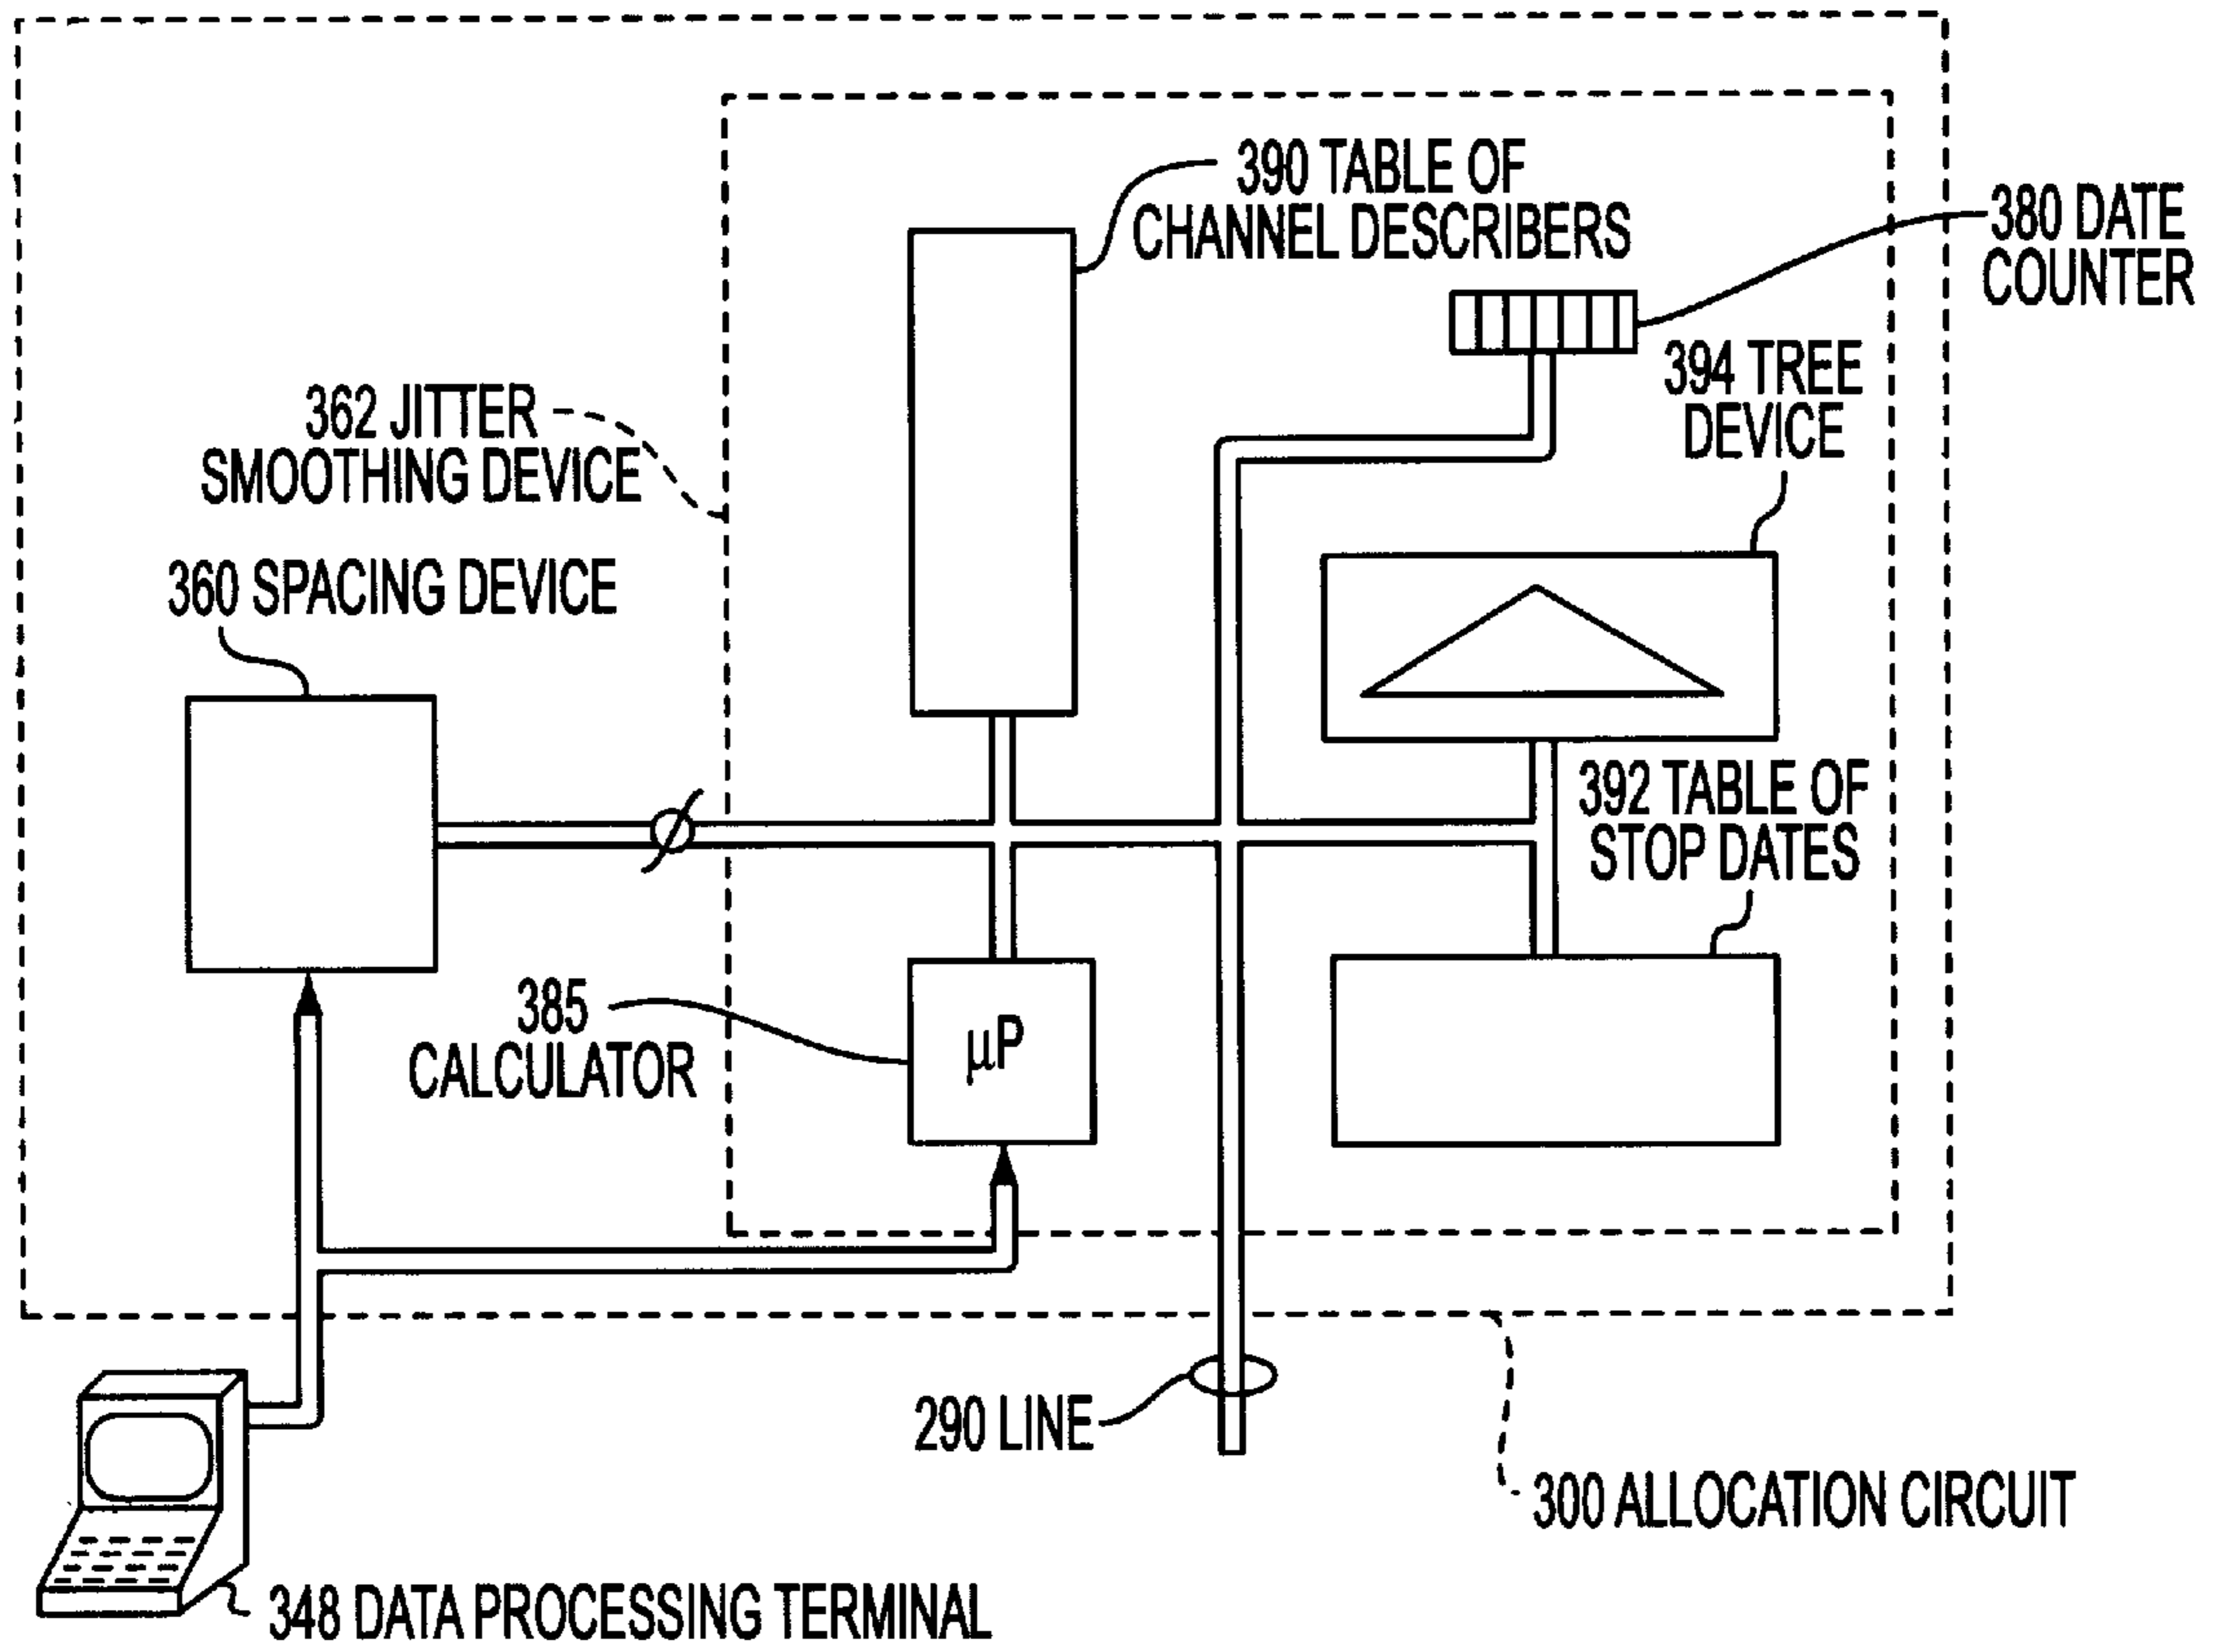 390 TABLE OF
CHANNEL DESCRIBERS
380 DATE
COUNTER
394 TREE
DEVICE
362 JITTER
SMOOTHING DEVICE
360 SPACING DEVICE
392 TABLE OF
STOP DATES
385
CALCULATOR
μP
290 LINE
300 ALLOCATION CIRCUIT
348 DATA PROCESSING TERMINAL